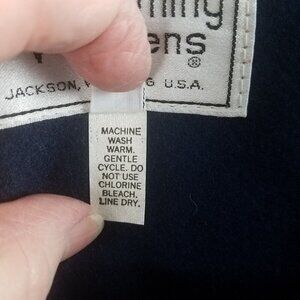 JACKSON, W G U.S.A.
®
MACHINE
WASH
WARM.
GENTLE
CYCLE. DO
NOT USE
CHLORINE
BLEACH.
LINE DRY.